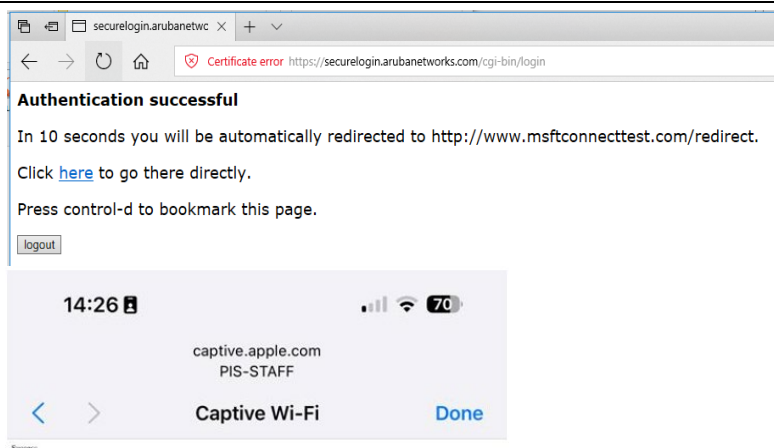 securelogin.arubanetwc
Certificate error https://securelogin.arubanetworks.com/cgi-bin/login
Authentication successful
In 10 seconds you will be automatically redirected to http://www.msftconnecttest.com/redirect.
Click here to go there directly.
Press control-d to bookmark this page.
logout
14:26
70
captive.apple.com
PIS-STAFF
Captive Wi-Fi
Done